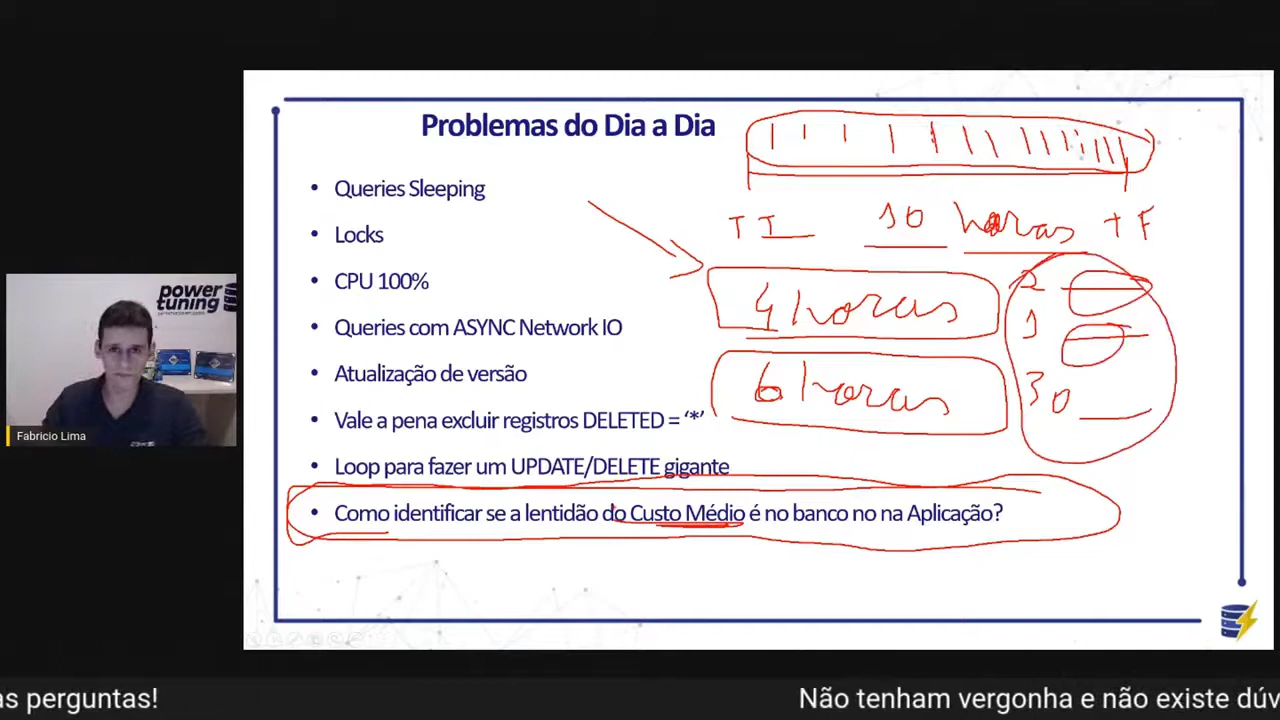 Problemas do Dia a Dia
• Queries Sleeping
• Locks
• CPU 100%
• Queries com ASYNC Network IO
• Atualização de versão
• Vale a pena excluir registros DELETED = ‘*’
• Loop para fazer um UPDATE/DELETE gigante
• Como identificar se a lentidão do Custo Médio é no banco no na Aplicação?
TI 10 horas + F
4 horas
6 horas
2
1
30
power
tuning
Fabricio Lima
as perguntas!
Não tenham vergonha e não existe dúv